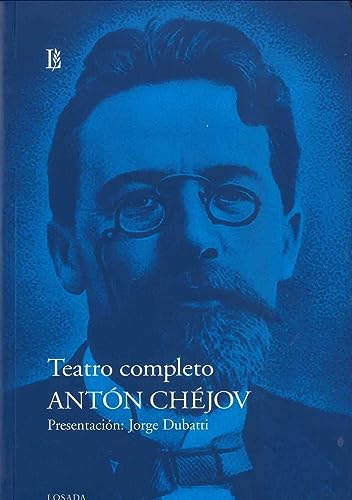 L
Teatro completo
ANTÓN CHÉJOV
Presentación: Jorge Dubatti
LOSADA